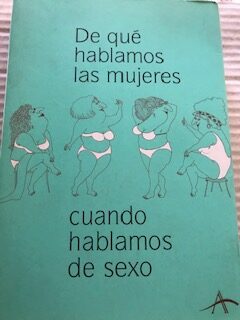 De qué
hablamos
las mujeres
cuando
hablamos
de sexo